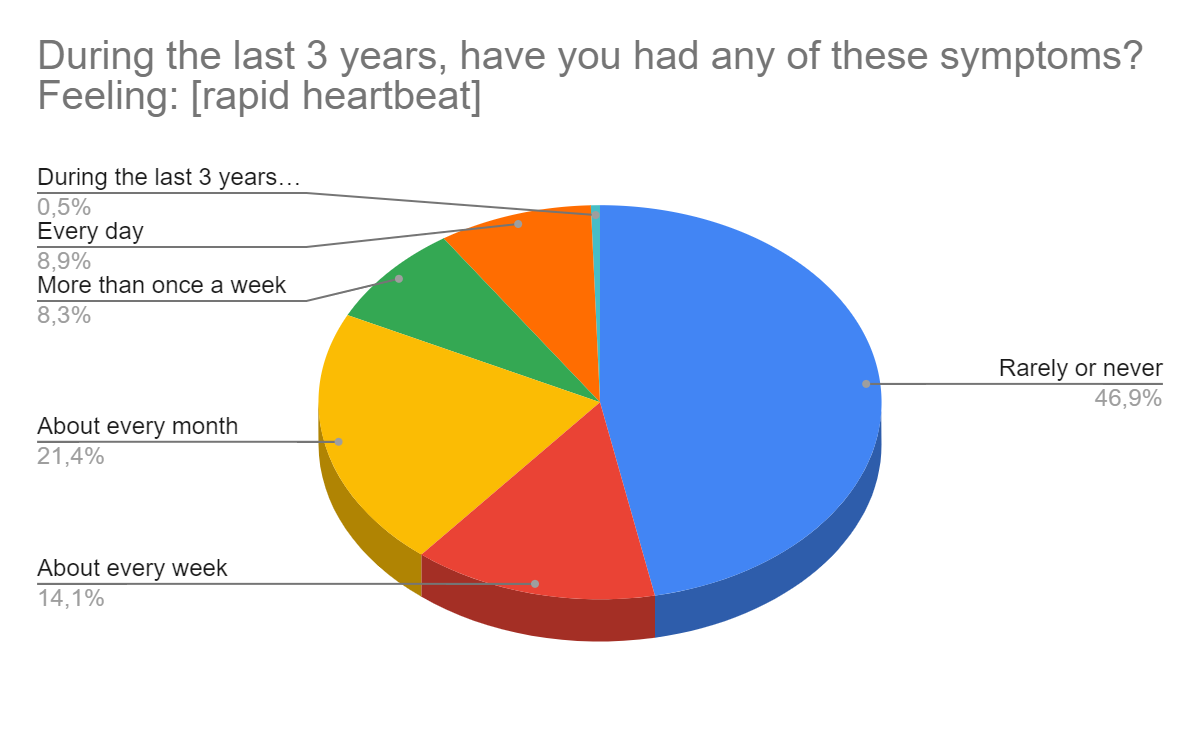 During the last 3 years, have you had any of these symptoms?
Feeling: [rapid heartbeat]
During the last 3 years…
0,5%
Every day
8,9%
More than once a week
8,3%
Rarely or never
46,9%
About every month
21,4%
About every week
14,1%